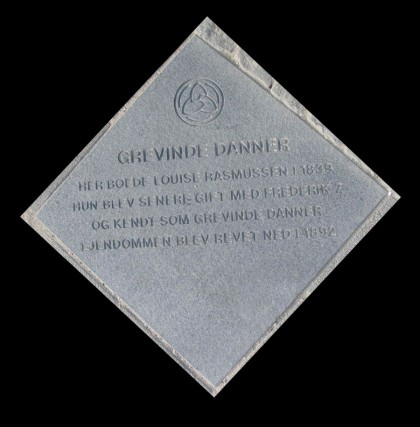 GREVINDE DANNER
HER BOEDE LOUISE RASMUSSEN I 1839.
HUN BLEV SENERE GIFT MED FREDERIK 7.
OG KENDT SOM GREVINDE DANNER.
EJENDOMMEN BLEV REVET NED I 1892.